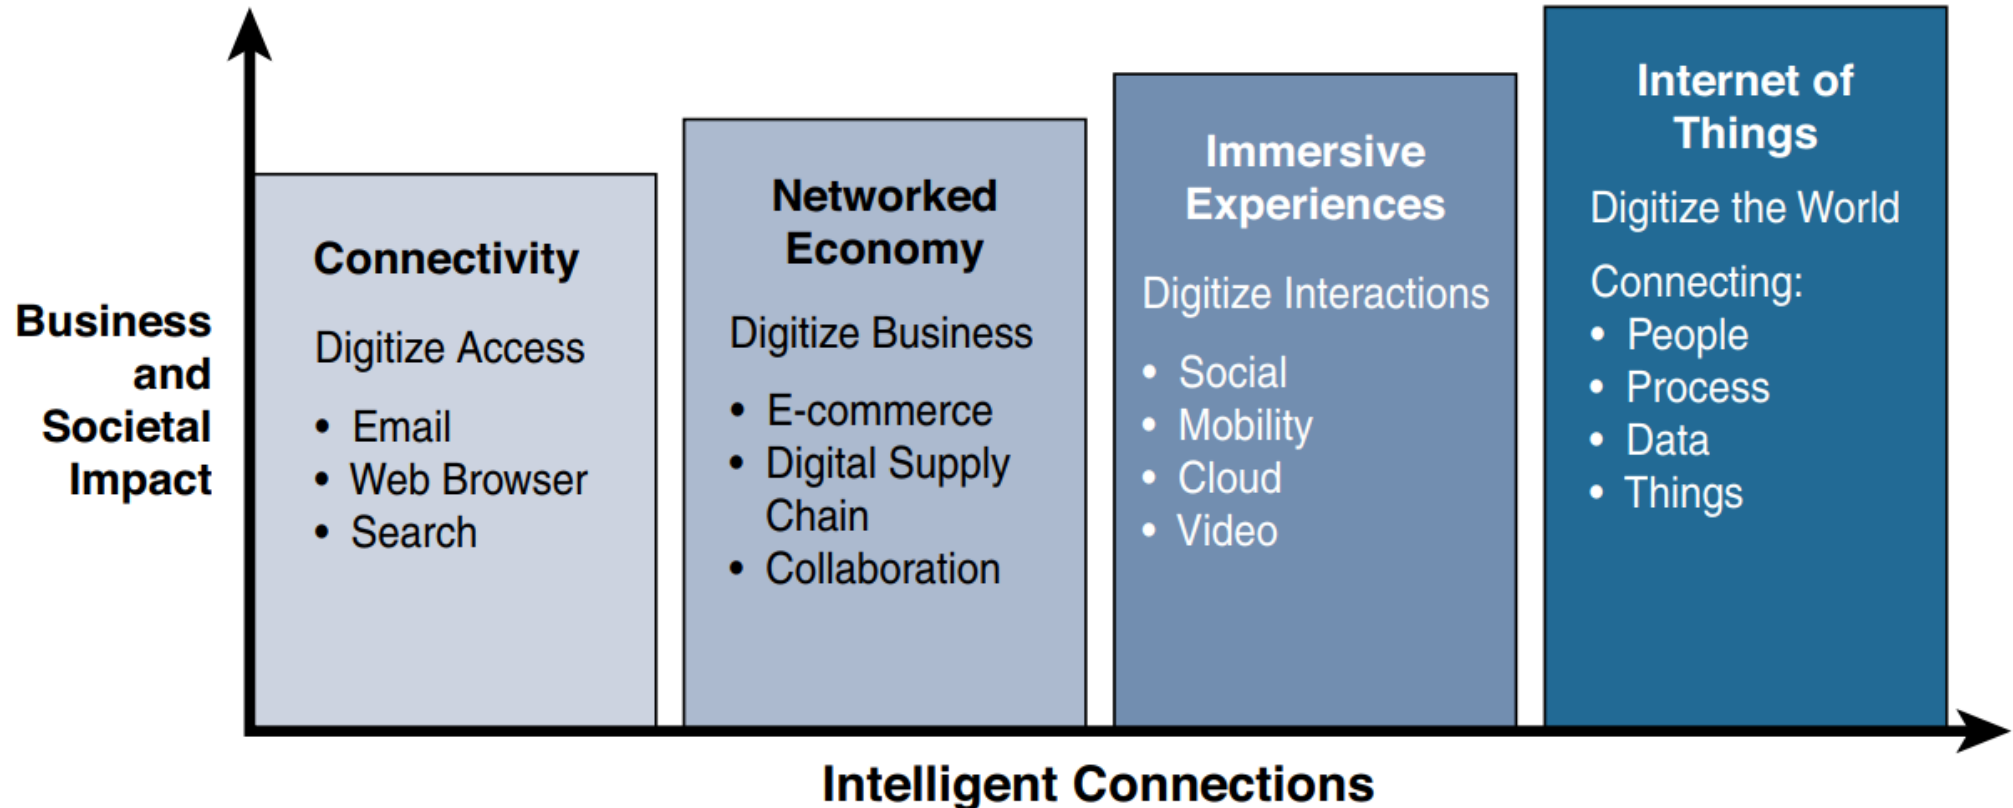 Business
and
Societal
Impact
Connectivity
Digitize Access
• Email
• Web Browser
• Search
Networked
Economy
Digitize Business
• E-commerce
• Digital Supply
Chain
• Collaboration
Immersive
Experiences
Digitize Interactions
• Social
• Mobility
• Cloud
• Video
Internet of
Things
Digitize the World
Connecting:
• People
• Process
• Data
• Things
Intelligent Connections